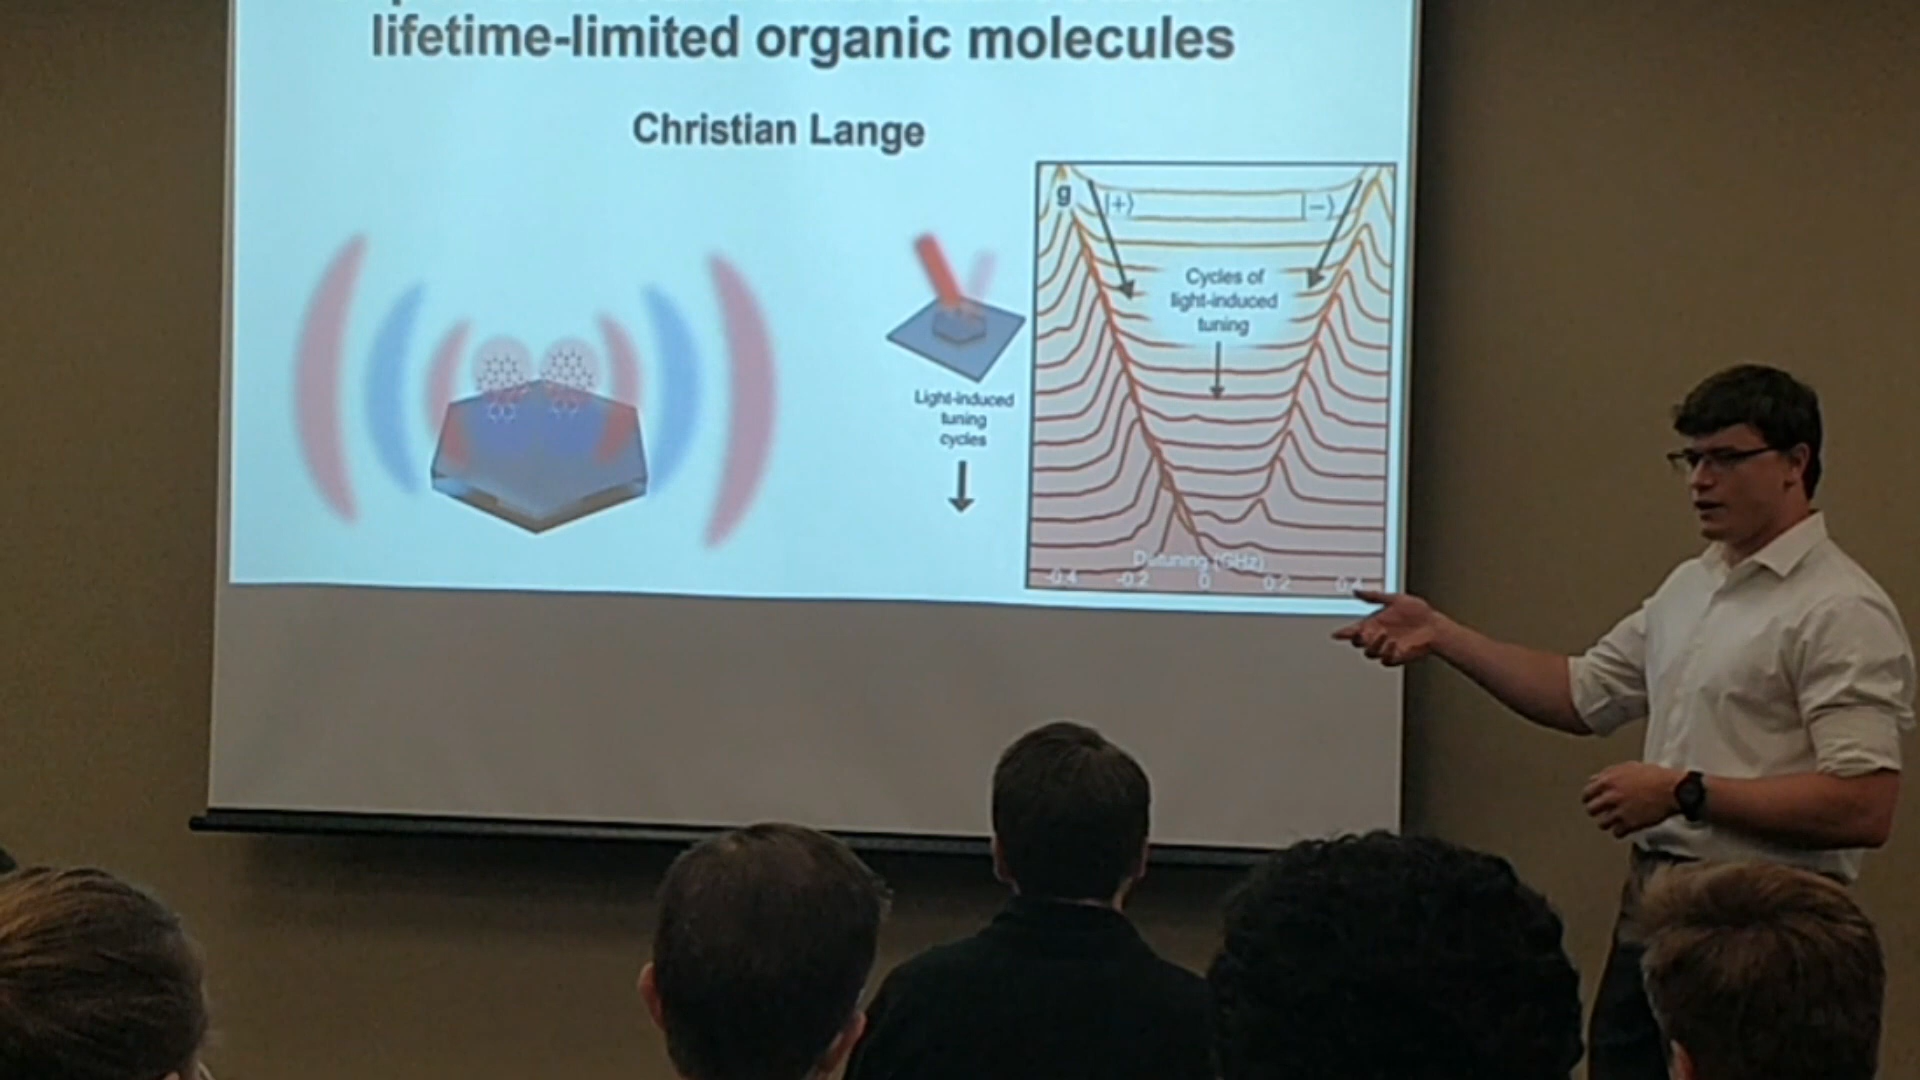 lifetime-limited organic molecules
Christian Lange
g
|+⟩
|−⟩
Cycles of
light-induced
tuning
Light-induced
tuning
cycles
Detuning (GHz)
-0.4 -0.2 0 0.2 0.4